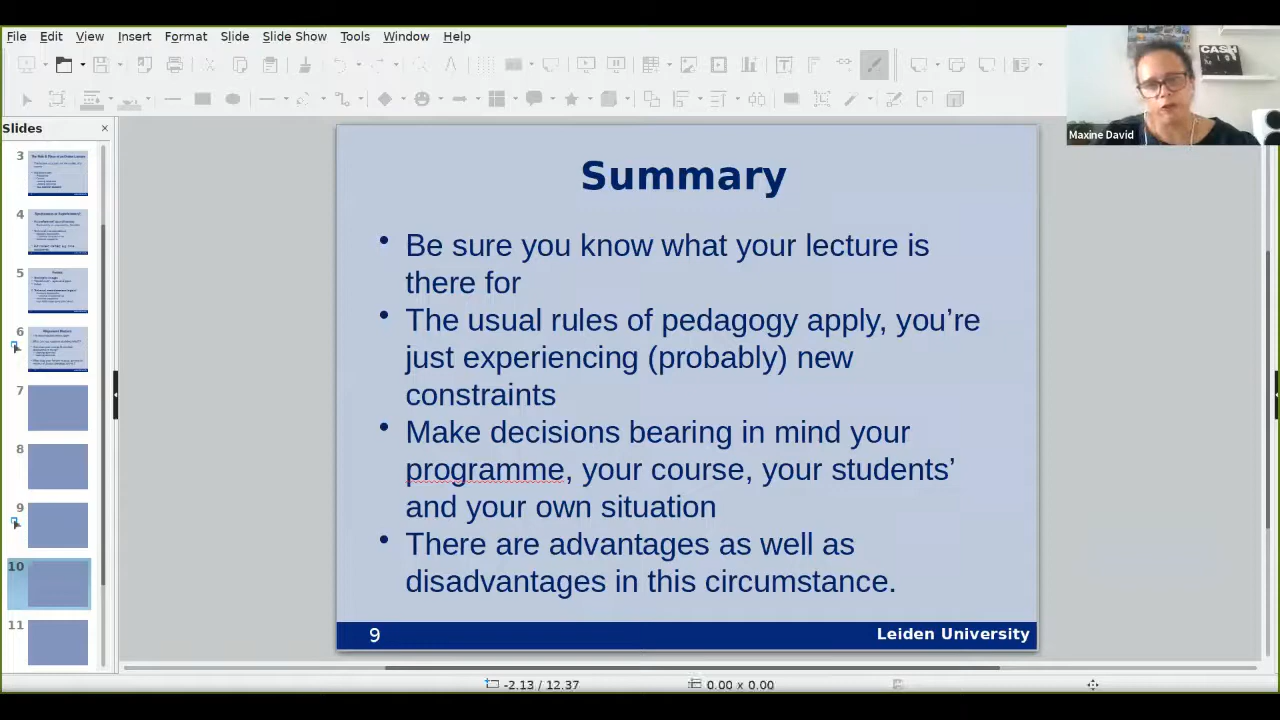 File Edit View Insert Format Slide Slide Show Tools Window Help
CASH
Maxine David
Slides
3
4
5
6
7
8
9
10
11
Summary
• Be sure you know what your lecture is
there for
• The usual rules of pedagogy apply, you’re
just experiencing (probably) new
constraints
• Make decisions bearing in mind your
programme, your course, your students’
and your own situation
• There are advantages as well as
disadvantages in this circumstance.
9
Leiden University
-2.13 / 12.37
0.00 x 0.00